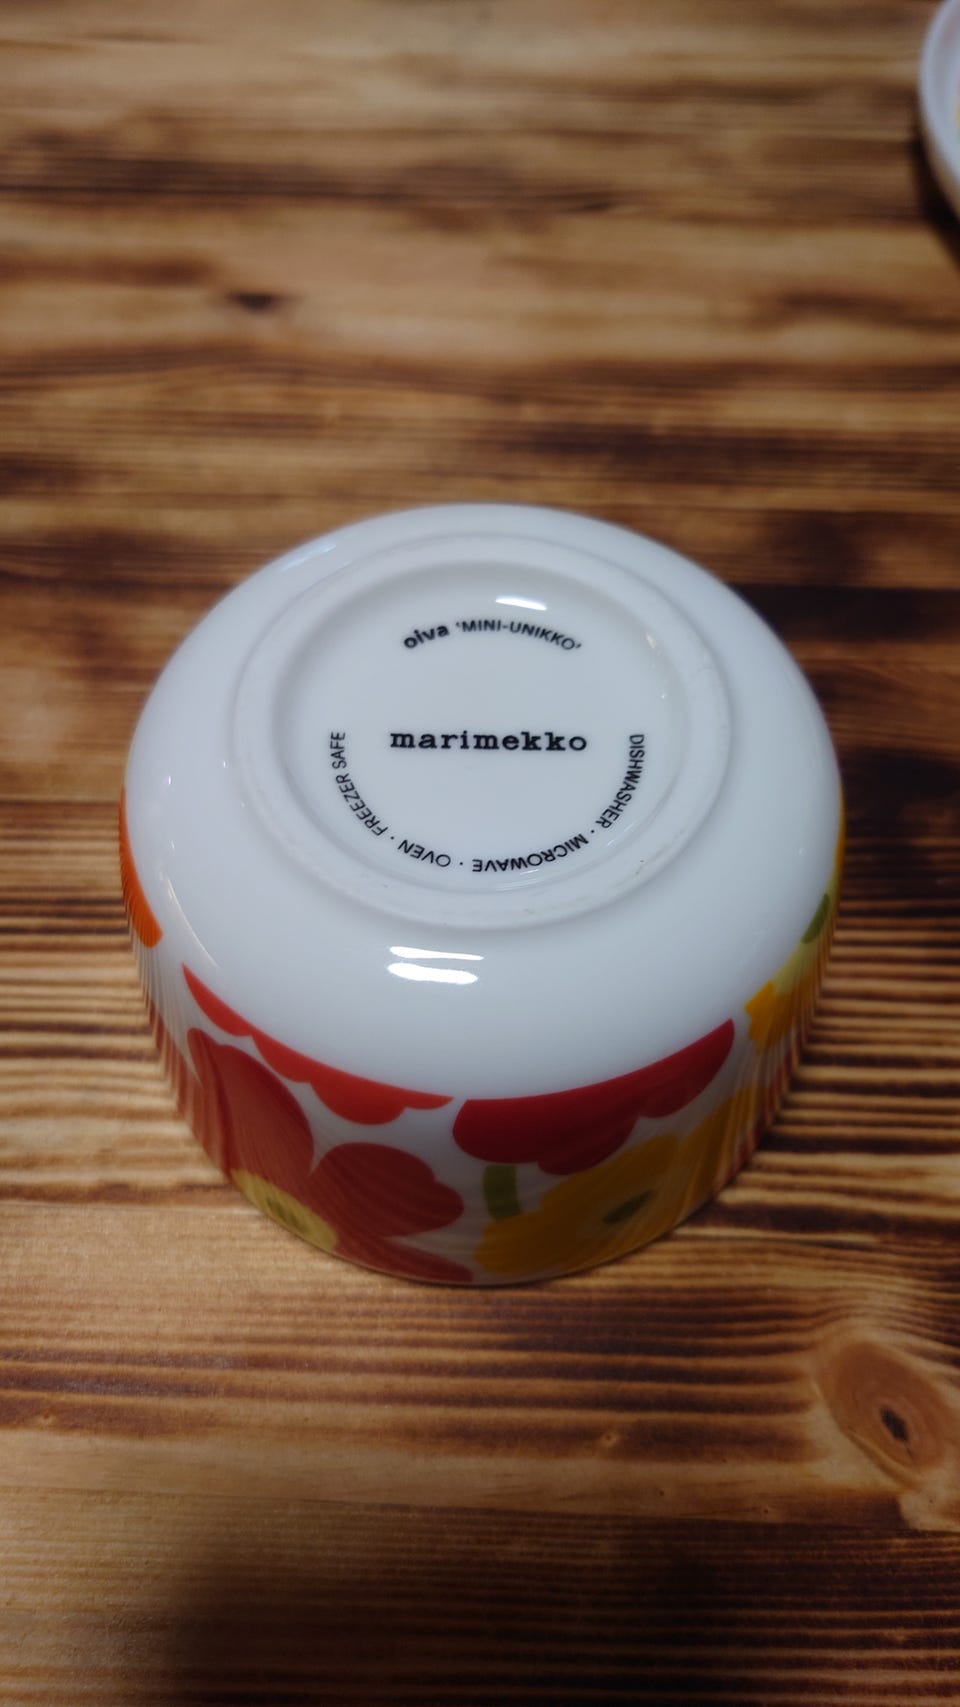 oiva 'MINI-UNIKKO'
marimekko
DISHWASHER · MICROWAVE · OVEN · FREEZER SAFE